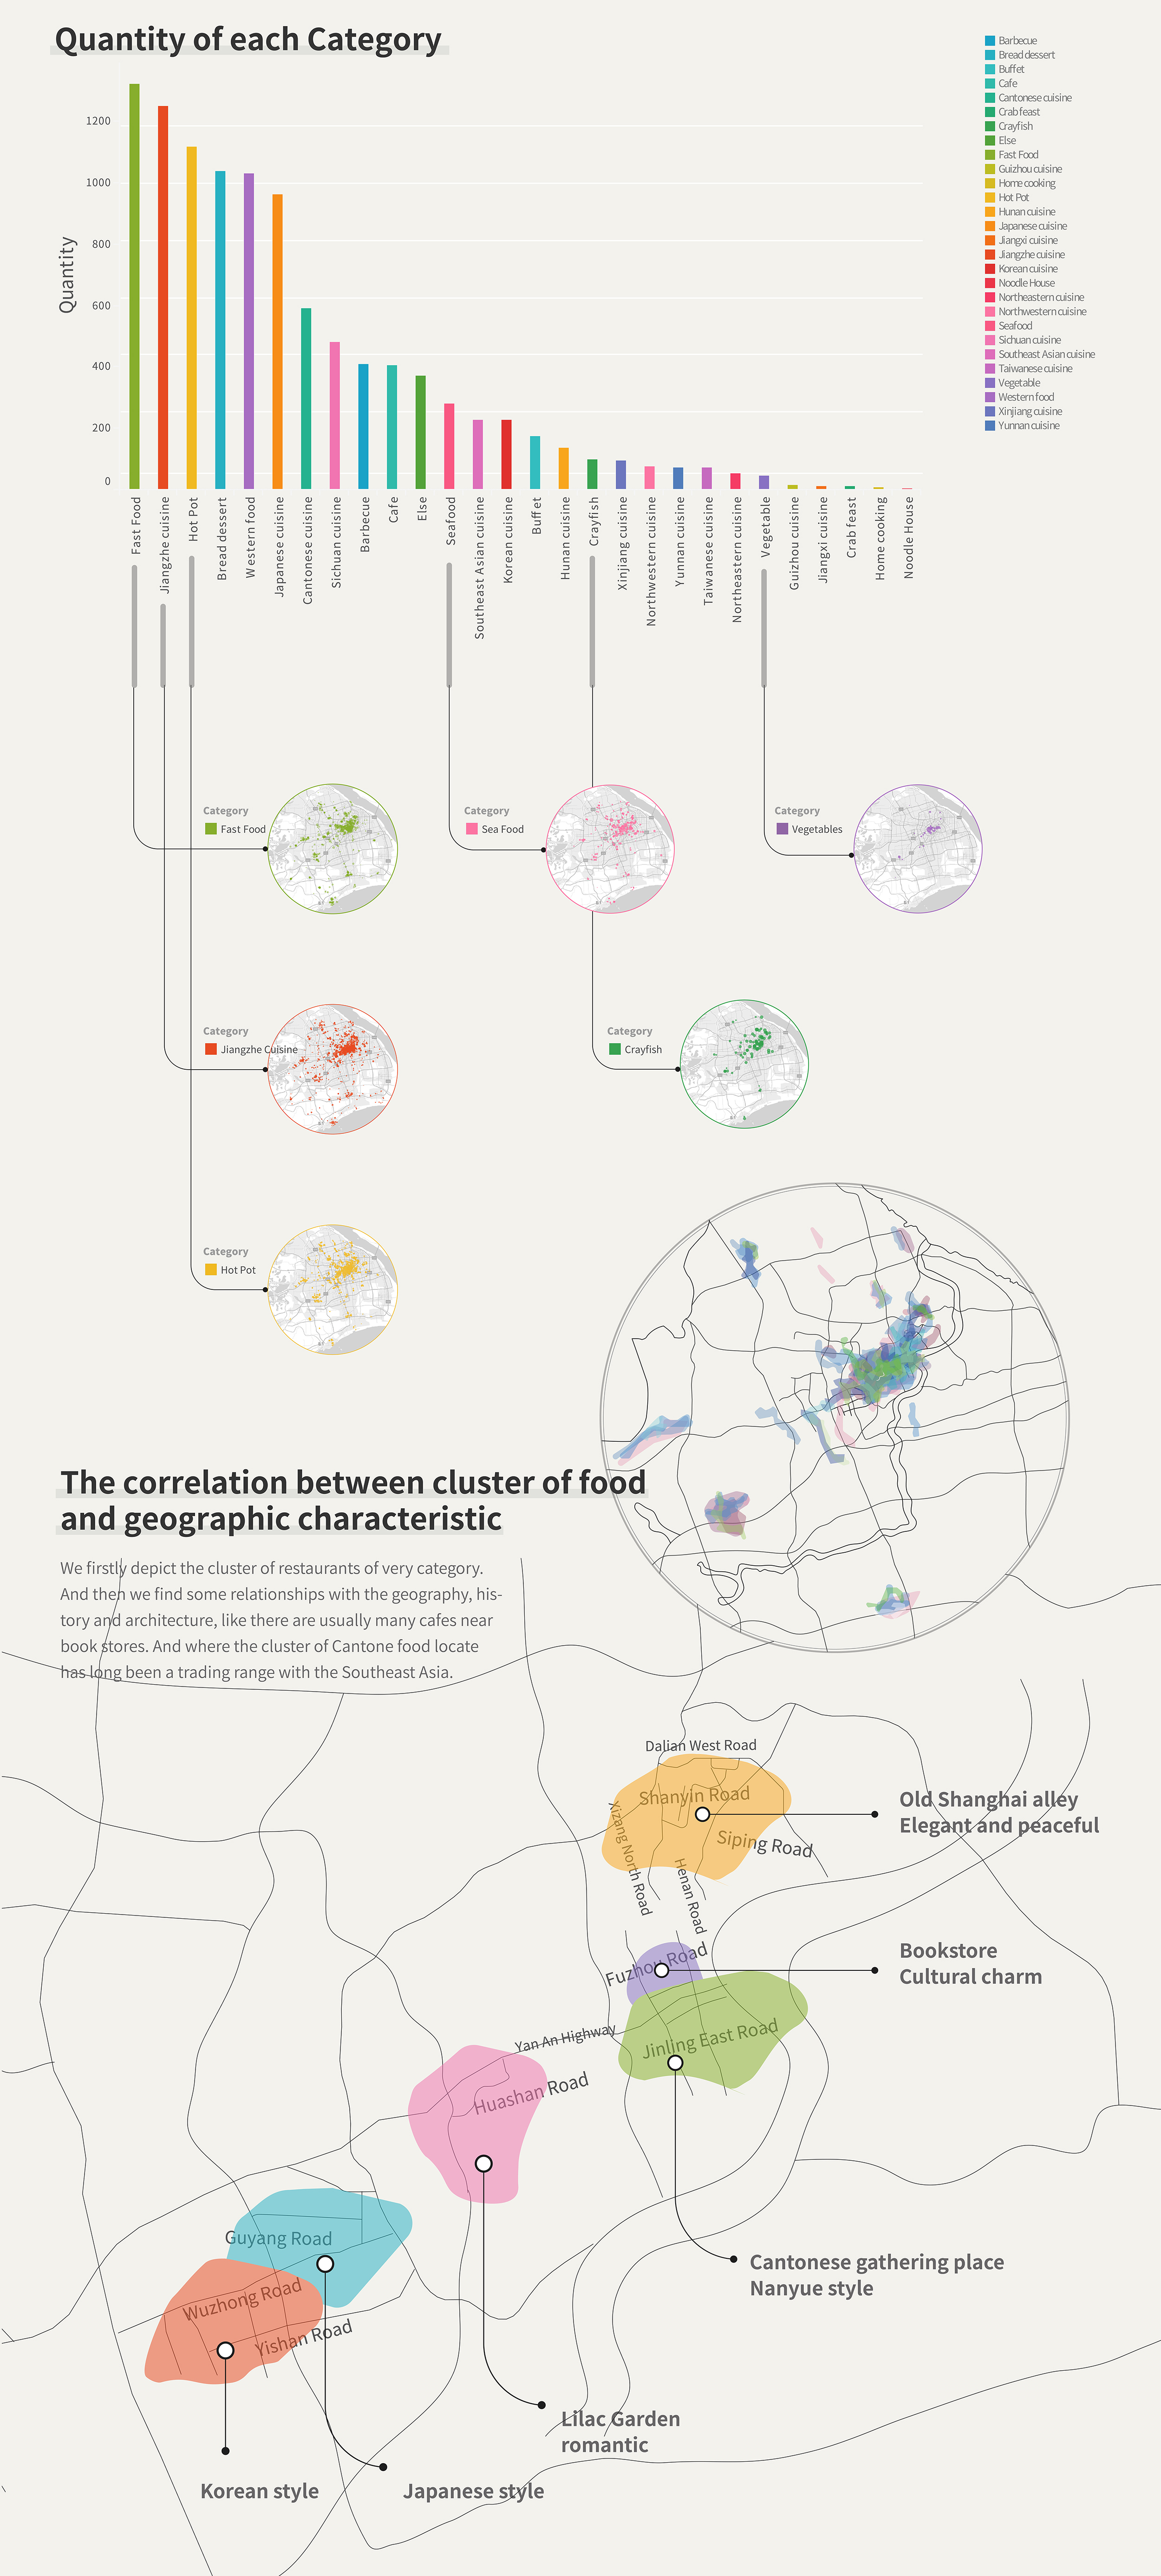 Quantity of each Category
Barbecue
Bread dessert
Buffet
Cafe
Cantonese cuisine
Crab feast
Crayfish
Else
Fast Food
Guizhou cuisine
Home cooking
Hot Pot
Hunan cuisine
Japanese cuisine
Jiangxi cuisine
Jiangzhe cuisine
Korean cuisine
Noodle House
Northeastern cuisine
Northwestern cuisine
Seafood
Sichuan cuisine
Southeast Asian cuisine
Taiwanese cuisine
Vegetable
Western food
Xinjiang cuisine
Yunnan cuisine
Quantity
1200
1000
800
600
400
200
0
Fast Food
Jiangzhe cuisine
Hot Pot
Bread dessert
Western food
Japanese cuisine
Cantonese cuisine
Sichuan cuisine
Barbecue
Cafe
Else
Seafood
Southeast Asian cuisine
Korean cuisine
Buffet
Hunan cuisine
Crayfish
Xinjiang cuisine
Northwestern cuisine
Yunnan cuisine
Taiwanese cuisine
Northeastern cuisine
Vegetable
Guizhou cuisine
Jiangxi cuisine
Crab feast
Home cooking
Noodle House
Category
Fast Food
Category
Sea Food
Category
Vegetables
Category
Jiangzhe Cuisine
Category
Crayfish
Category
Hot Pot
The correlation between cluster of food
and geographic characteristic
We firstly depict the cluster of restaurants of very category.
And then we find some relationships with the geography, his-
tory and architecture, like there are usually many cafes near
book stores. And where the cluster of Cantone food locate
has long been a trading range with the Southeast Asia.
Dalian West Road
Shanyin Road
Xizang North Road
Siping Road
Henan Road
Old Shanghai alley
Elegant and peaceful
Fuzhou Road
Bookstore
Cultural charm
Yan An Highway
Jinling East Road
Huashan Road
Guyang Road
Wuzhong Road
Yishan Road
Cantonese gathering place
Nanyue style
Lilac Garden
romantic
Korean style
Japanese style